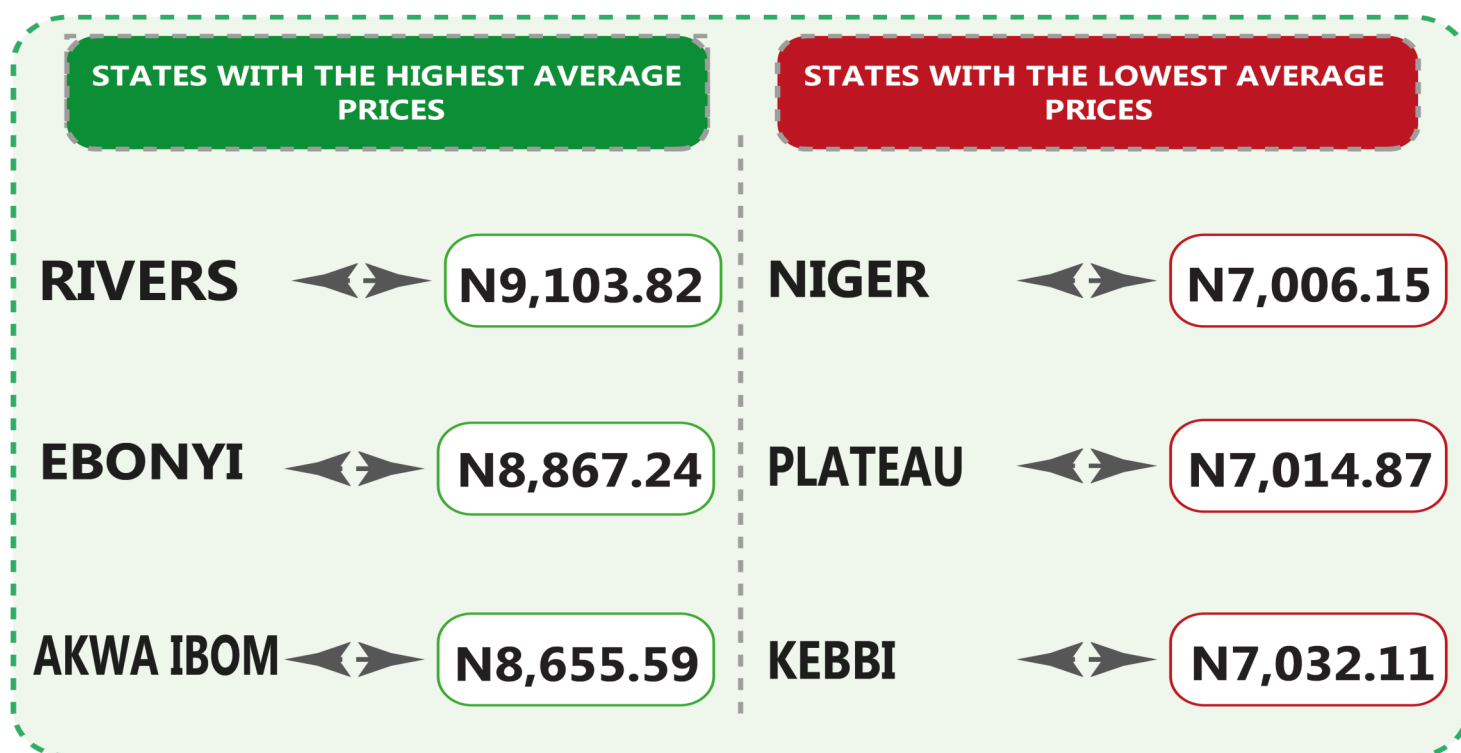 STATES WITH THE HIGHEST AVERAGE
PRICES
RIVERS N9,103.82
EBONYI N8,867.24
AKWA IBOM N8,655.59
STATES WITH THE LOWEST AVERAGE
PRICES
NIGER N7,006.15
PLATEAU N7,014.87
KEBBI N7,032.11